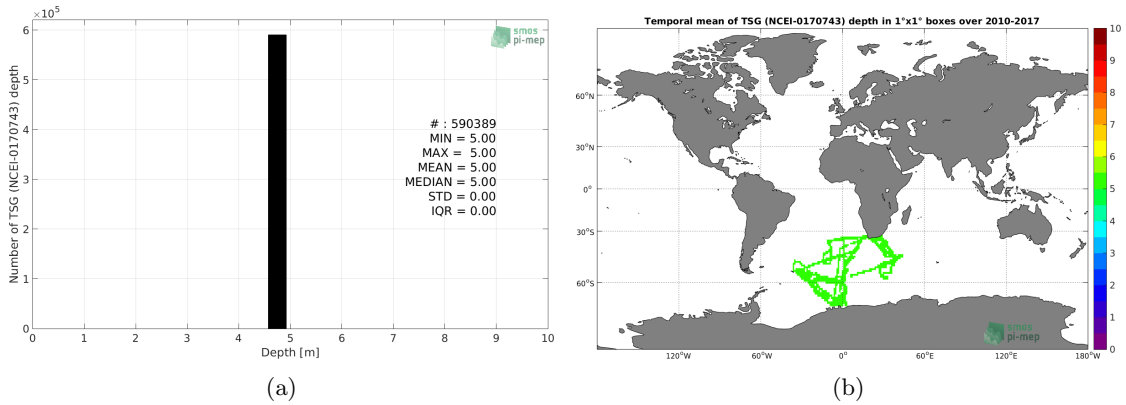 ×10⁵
6
5
4
3
2
1
0
Number of TSG (NCEI-0170743) depth
smos
pi-mep
# : 590389
MIN = 5.00
MAX = 5.00
MEAN = 5.00
MEDIAN = 5.00
STD = 0.00
IQR = 0.00
0 1 2 3 4 5 6 7 8 9 10
Depth [m]
(a)
Temporal mean of TSG (NCEI-0170743) depth in 1°x1° boxes over 2010-2017
60°N
30°N
0°
30°S
60°S
120°W 60°W 0° 60°E 120°E 180°W
smos
pi-mep
10
9
8
7
6
5
4
3
2
1
0
(b)